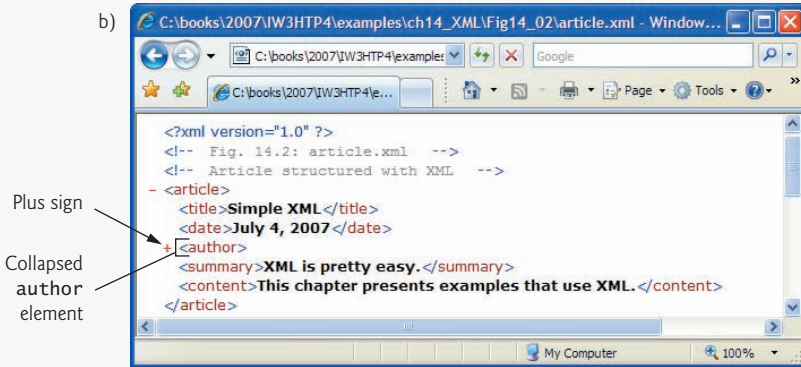 b)
C:\books\2007\IW3HTP4\examples\ch14_XML\Fig14_02\article.xml - Window...
C:\books\2007\IW3HTP4\example:
Google
C:\books\2007\IW3HTP4\e...
Page
Tools
»
<?xml version="1.0" ?>
<!-- Fig. 14.2: article.xml -->
<!-- Article structured with XML -->
- <article>
<title>Simple XML</title>
<date>July 4, 2007</date>
+ <author>
<summary>XML is pretty easy.</summary>
<content>This chapter presents examples that use XML.</content>
</article>
Plus sign
Collapsed
author
element
My Computer
100%